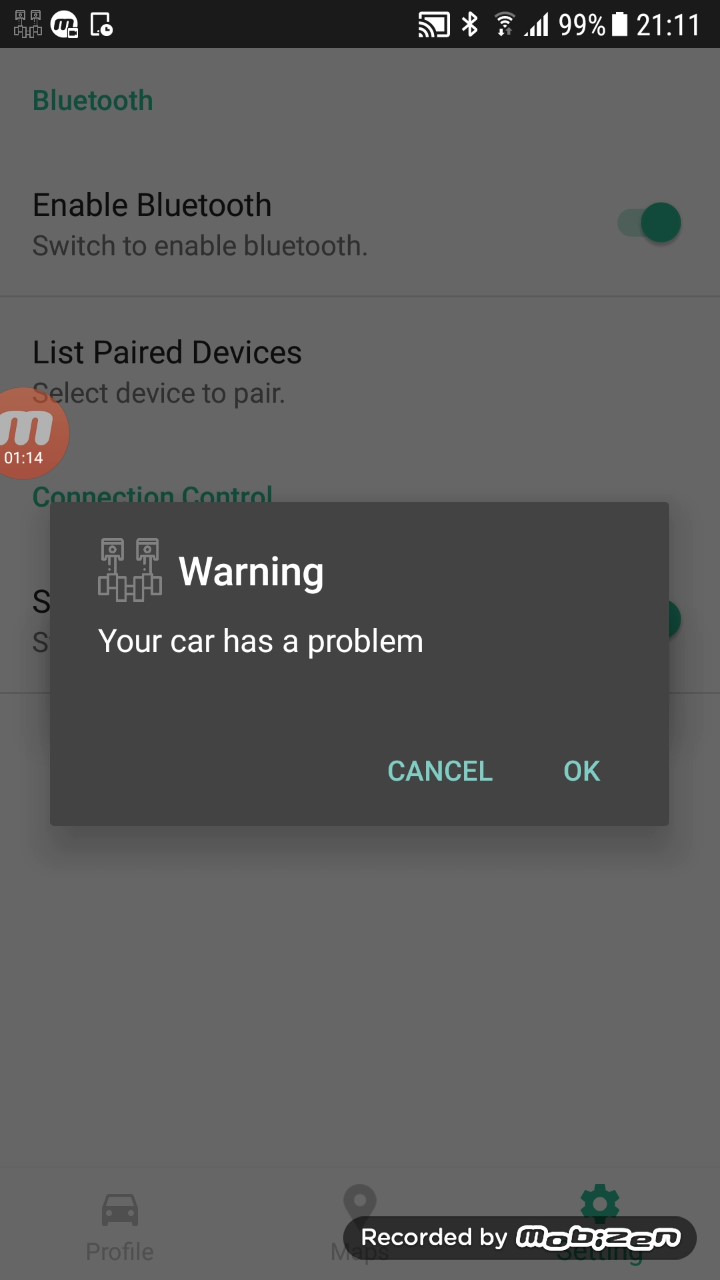 99% 21:11
Bluetooth
Enable Bluetooth
Switch to enable bluetooth.
List Paired Devices
Select device to pair.
01:14
Connection Control
S
S
Warning
Your car has a problem
CANCEL OK
Profile Maps Setting
Recorded by mobizen